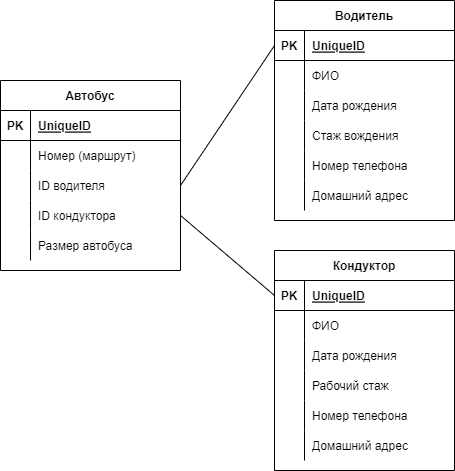 Автобус
PK UniqueID
Номер (маршрут)
ID водителя
ID кондуктора
Размер автобуса
Водитель
PK UniqueID
ФИО
Дата рождения
Стаж вождения
Номер телефона
Домашний адрес
Кондуктор
PK UniqueID
ФИО
Дата рождения
Рабочий стаж
Номер телефона
Домашний адрес